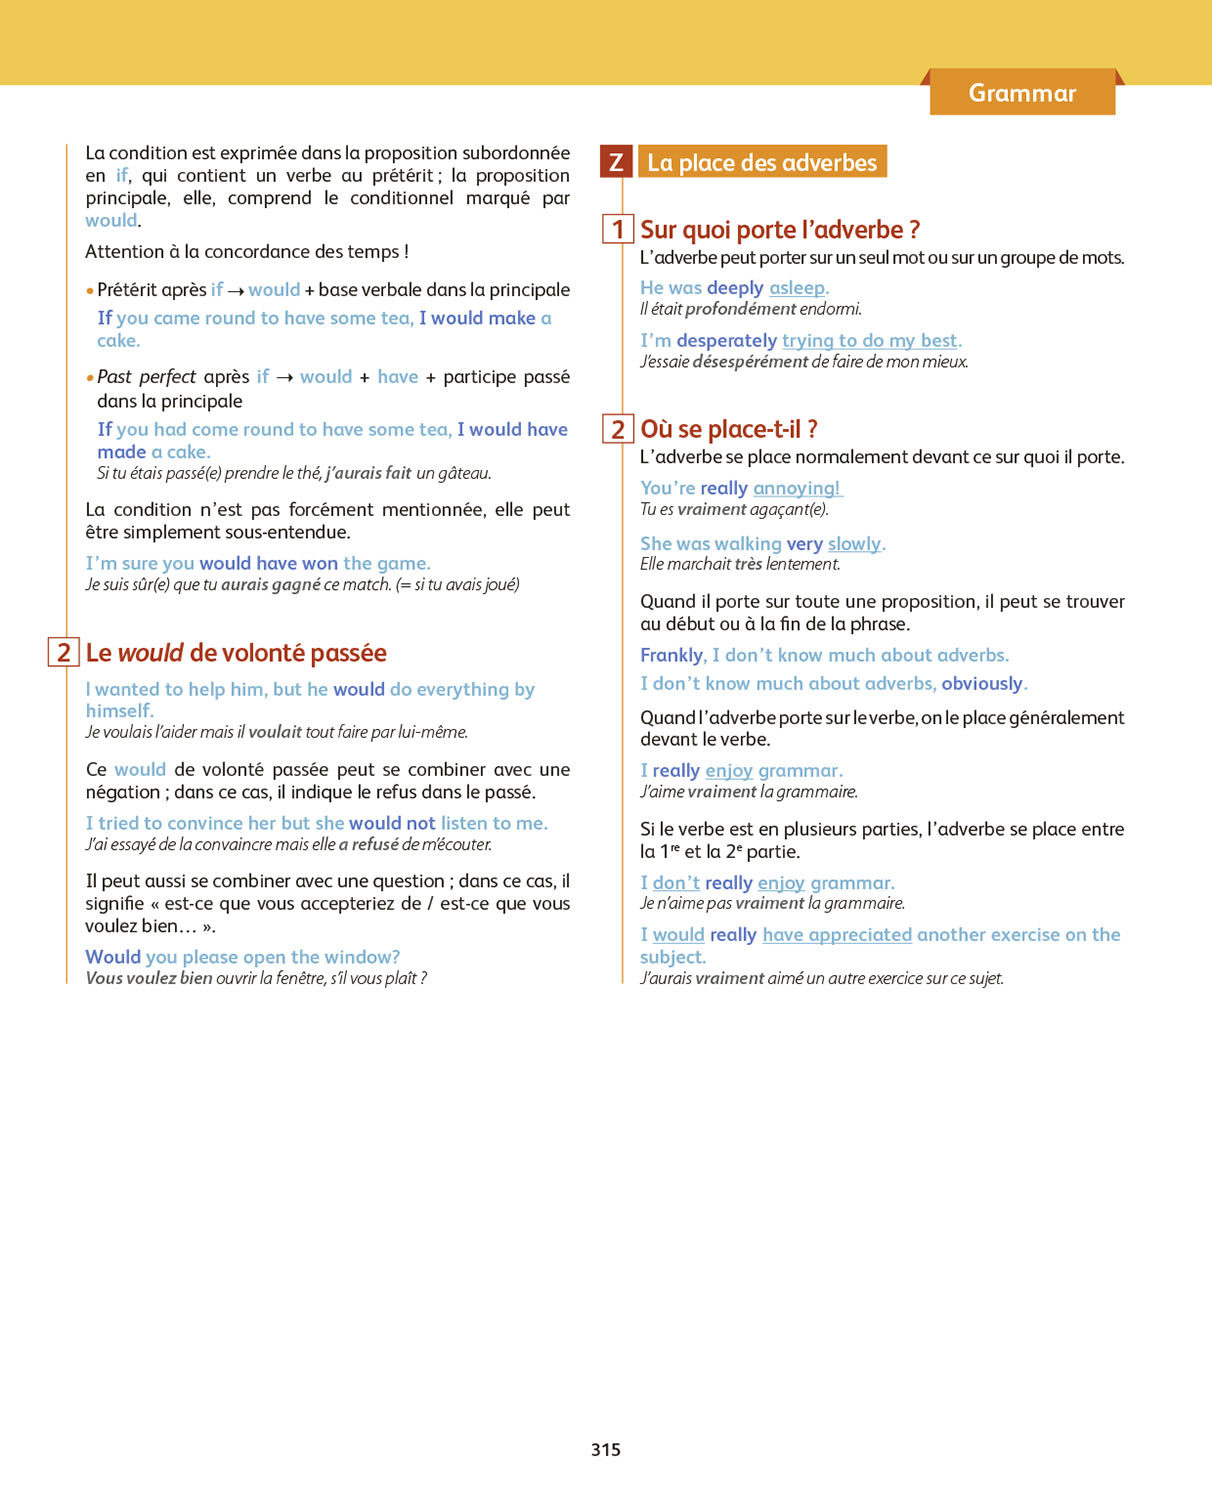 Grammar
La condition est exprimée dans la proposition subordonnée
en if, qui contient un verbe au prétérit ; la proposition
principale, elle, comprend le conditionnel marqué par
would.
Attention à la concordance des temps !
• Prétérit après if → would + base verbale dans la principale
If you came round to have some tea, I would make a
cake.
• Past perfect après if → would + have + participe passé
dans la principale
If you had come round to have some tea, I would have
made a cake.
Si tu étais passé(e) prendre le thé, j’aurais fait un gâteau.
La condition n’est pas forcément mentionnée, elle peut
être simplement sous-entendue.
I’m sure you would have won the game.
Je suis sûr(e) que tu aurais gagné ce match. (= si tu avais joué)
2 Le would de volonté passée
I wanted to help him, but he would do everything by
himself.
Je voulais l’aider mais il voulait tout faire par lui-même.
Ce would de volonté passée peut se combiner avec une
négation ; dans ce cas, il indique le refus dans le passé.
I tried to convince her but she would not listen to me.
J’ai essayé de la convaincre mais elle a refusé de m’écouter.
Il peut aussi se combiner avec une question ; dans ce cas, il
signifie « est-ce que vous accepteriez de / est-ce que vous
voulez bien… ».
Would you please open the window?
Vous voulez bien ouvrir la fenêtre, s’il vous plaît ?
Z La place des adverbes
1 Sur quoi porte l’adverbe ?
L’adverbe peut porter sur un seul mot ou sur un groupe de mots.
He was deeply asleep.
Il était profondément endormi.
I’m desperately trying to do my best.
J’essaie désespérément de faire de mon mieux.
2 Où se place-t-il ?
L’adverbe se place normalement devant ce sur quoi il porte.
You’re really annoying!
Tu es vraiment agaçant(e).
She was walking very slowly.
Elle marchait très lentement.
Quand il porte sur toute une proposition, il peut se trouver
au début ou à la fin de la phrase.
Frankly, I don’t know much about adverbs.
I don’t know much about adverbs, obviously.
Quand l’adverbe porte sur le verbe, on le place généralement
devant le verbe.
I really enjoy grammar.
J’aime vraiment la grammaire.
Si le verbe est en plusieurs parties, l’adverbe se place entre
la 1re et la 2e partie.
I don’t really enjoy grammar.
Je n’aime pas vraiment la grammaire.
I would really have appreciated another exercise on the
subject.
J’aurais vraiment aimé un autre exercice sur ce sujet.
315